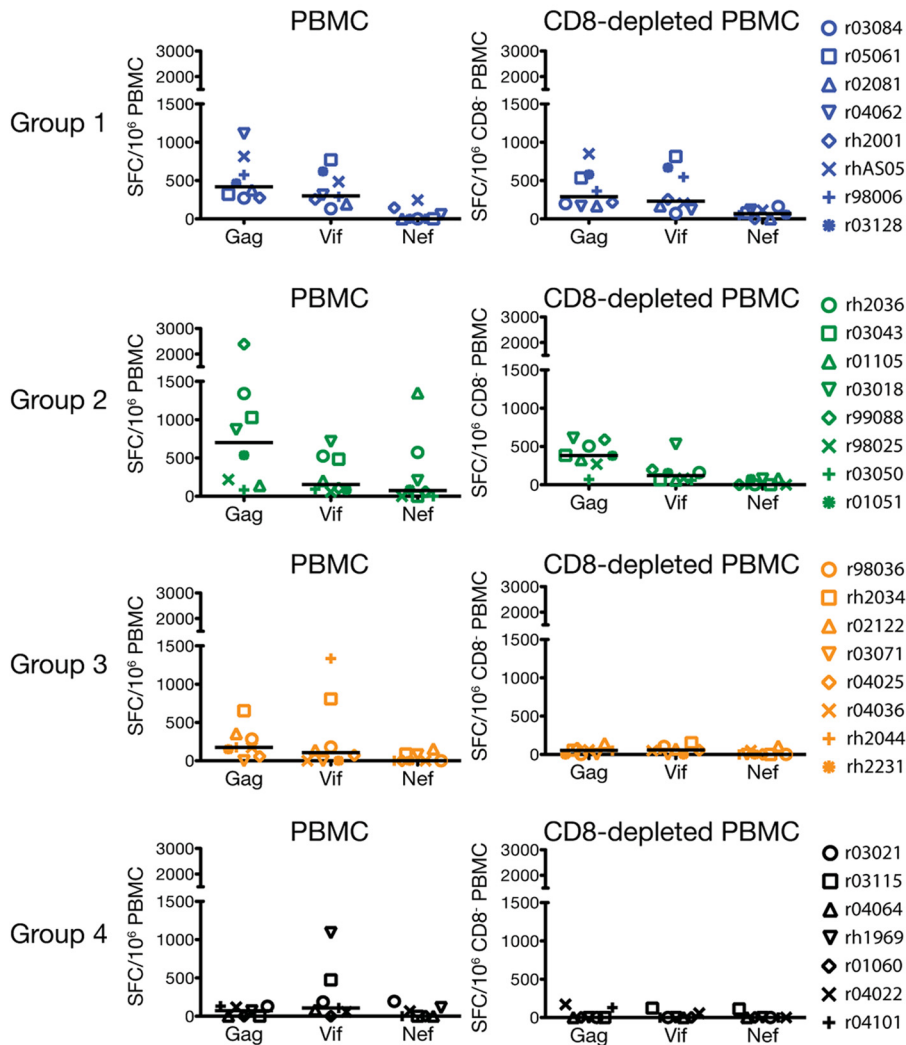 PBMC
CD8-depleted PBMC
Group 1
SFC/10⁶ PBMC
3000
2000
1500
1000
500
0
Gag Vif Nef
SFC/10⁶ CD8⁻ PBMC
3000
2000
1500
1000
500
0
Gag Vif Nef
r03084
r05061
r02081
r04062
rh2001
rhAS05
r98006
r03128
PBMC
CD8-depleted PBMC
Group 2
SFC/10⁶ PBMC
3000
2000
1500
1000
500
0
Gag Vif Nef
SFC/10⁶ CD8⁻ PBMC
3000
2000
1500
1000
500
0
Gag Vif Nef
rh2036
r03043
r01105
r03018
r99088
r98025
r03050
r01051
PBMC
CD8-depleted PBMC
Group 3
SFC/10⁶ PBMC
3000
2000
1500
1000
500
0
Gag Vif Nef
SFC/10⁶ CD8⁻ PBMC
3000
2000
1500
1000
500
0
Gag Vif Nef
r98036
rh2034
r02122
r03071
r04025
r04036
rh2044
rh2231
PBMC
CD8-depleted PBMC
Group 4
SFC/10⁶ PBMC
3000
2000
1500
1000
500
0
Gag Vif Nef
SFC/10⁶ CD8⁻ PBMC
3000
2000
1500
1000
500
0
Gag Vif Nef
r03021
r03115
r04064
rh1969
r01060
r04022
r04101